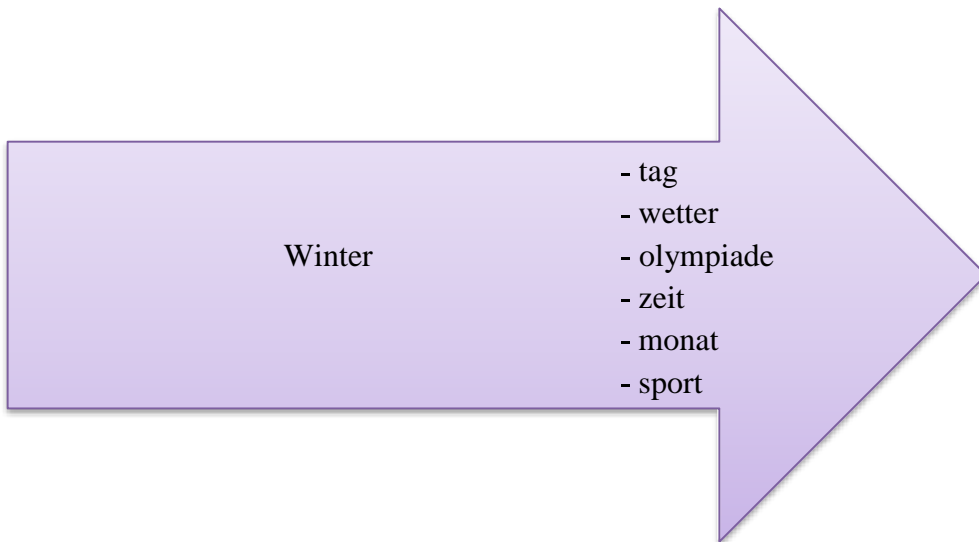 - tag
- wetter
Winter - olympiade
- zeit
- monat
- sport